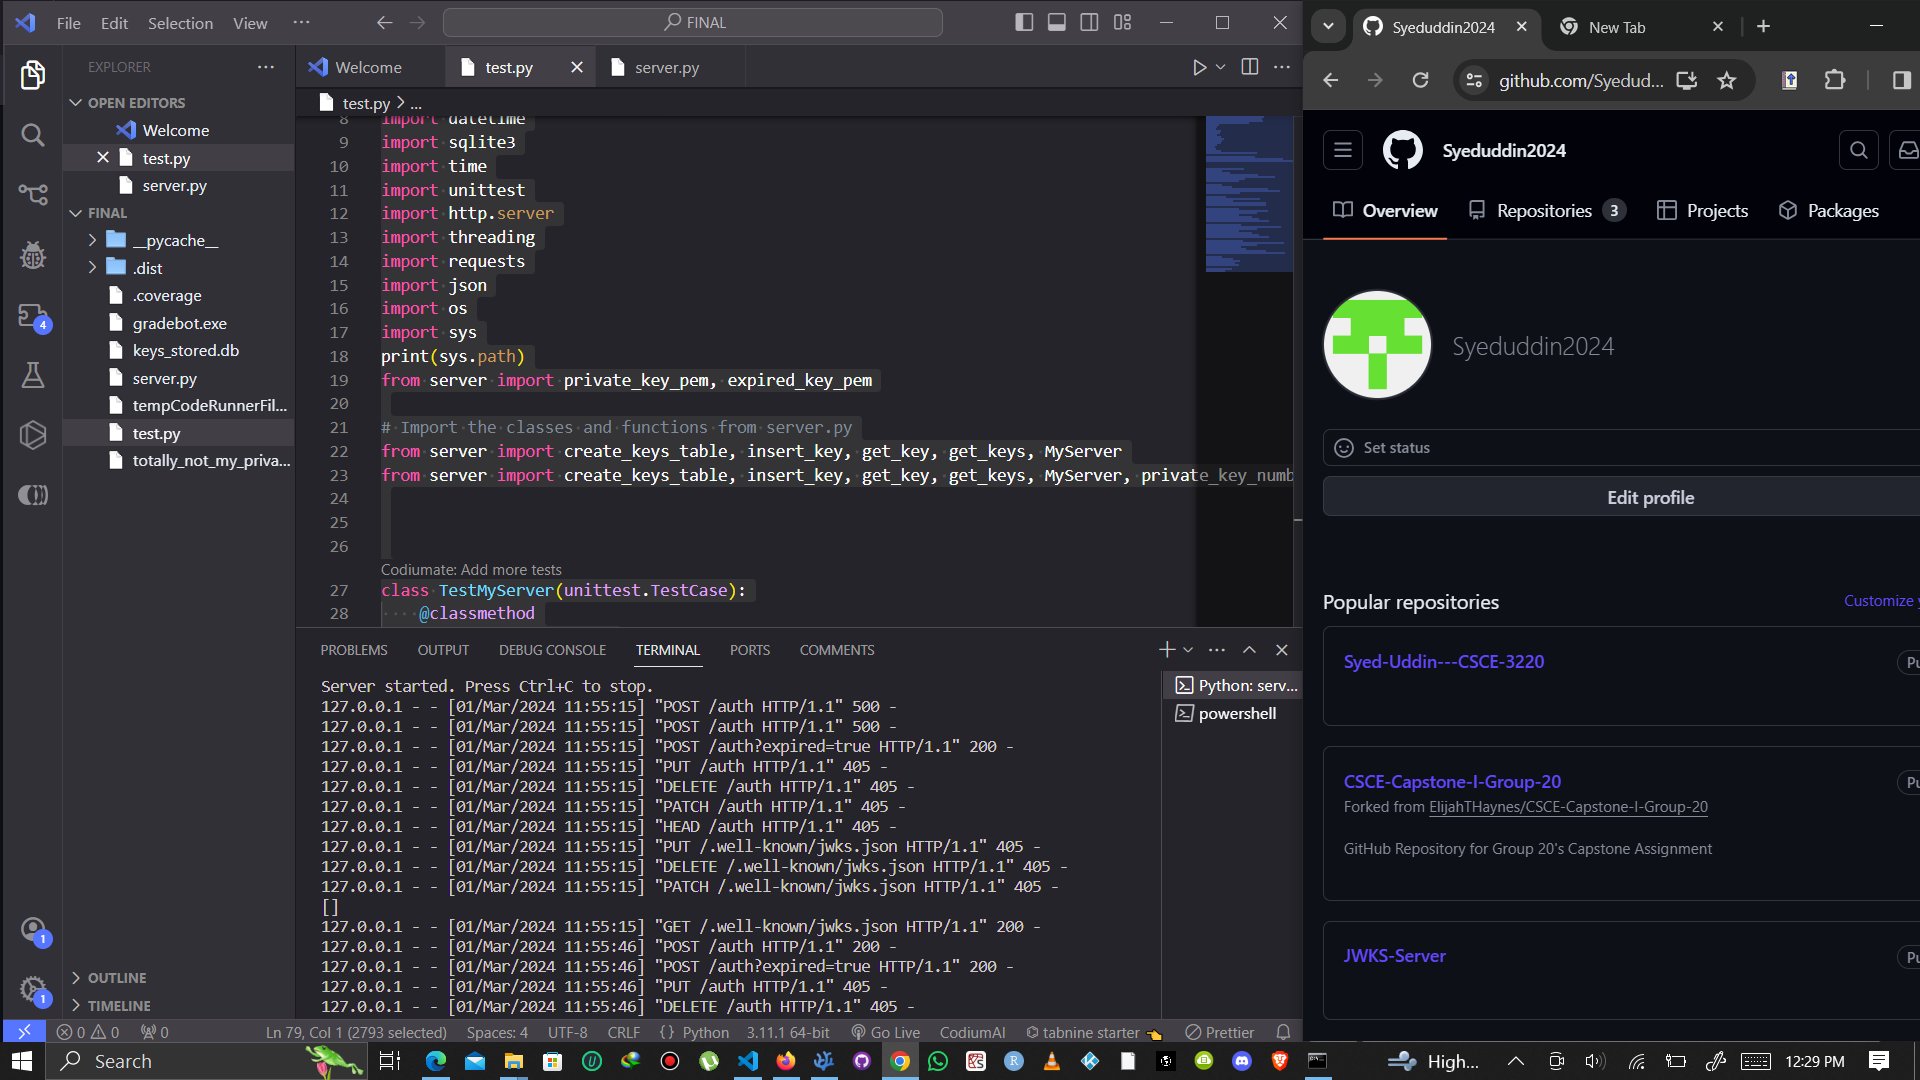 File Edit Selection View ···
FINAL
EXPLORER
OPEN EDITORS
Welcome
test.py
server.py
FINAL
__pycache__
.dist
.coverage
gradebot.exe
keys_stored.db
server.py
tempCodeRunnerFil...
test.py
totally_not_my_priva...
OUTLINE
TIMELINE
4
1
1
Welcome test.py server.py
test.py > ...
8 import datetime
9 import sqlite3
10 import time
11 import unittest
12 import http.server
13 import threading
14 import requests
15 import json
16 import os
17 import sys
18 print(sys.path)
19 from server import private_key_pem, expired_key_pem
20
21 # Import the classes and functions from server.py
22 from server import create_keys_table, insert_key, get_key, get_keys, MyServer
23 from server import create_keys_table, insert_key, get_key, get_keys, MyServer, private_key_numb
24
25
26
Codiumate: Add more tests
27 class TestMyServer(unittest.TestCase):
28 @classmethod
PROBLEMS OUTPUT DEBUG CONSOLE TERMINAL PORTS COMMENTS
Server started. Press Ctrl+C to stop.
127.0.0.1 - - [01/Mar/2024 11:55:15] "POST /auth HTTP/1.1" 500 -
127.0.0.1 - - [01/Mar/2024 11:55:15] "POST /auth HTTP/1.1" 500 -
127.0.0.1 - - [01/Mar/2024 11:55:15] "POST /auth?expired=true HTTP/1.1" 200 -
127.0.0.1 - - [01/Mar/2024 11:55:15] "PUT /auth HTTP/1.1" 405 -
127.0.0.1 - - [01/Mar/2024 11:55:15] "DELETE /auth HTTP/1.1" 405 -
127.0.0.1 - - [01/Mar/2024 11:55:15] "PATCH /auth HTTP/1.1" 405 -
127.0.0.1 - - [01/Mar/2024 11:55:15] "HEAD /auth HTTP/1.1" 405 -
127.0.0.1 - - [01/Mar/2024 11:55:15] "PUT /.well-known/jwks.json HTTP/1.1" 405 -
127.0.0.1 - - [01/Mar/2024 11:55:15] "DELETE /.well-known/jwks.json HTTP/1.1" 405 -
127.0.0.1 - - [01/Mar/2024 11:55:15] "PATCH /.well-known/jwks.json HTTP/1.1" 405 -
[]
127.0.0.1 - - [01/Mar/2024 11:55:15] "GET /.well-known/jwks.json HTTP/1.1" 200 -
127.0.0.1 - - [01/Mar/2024 11:55:46] "POST /auth HTTP/1.1" 200 -
127.0.0.1 - - [01/Mar/2024 11:55:46] "POST /auth?expired=true HTTP/1.1" 200 -
127.0.0.1 - - [01/Mar/2024 11:55:46] "PUT /auth HTTP/1.1" 405 -
127.0.0.1 - - [01/Mar/2024 11:55:46] "DELETE /auth HTTP/1.1" 405 -
Python: serv...
powershell
0 0 0 Ln 79, Col 1 (2793 selected) Spaces: 4 UTF-8 CRLF {} Python 3.11.1 64-bit Go Live CodiumAI tabnine starter Prettier
Syeduddin2024 New Tab
github.com/Syedud...
Syeduddin2024
Overview Repositories 3 Projects Packages
Syeduddin2024
Set status
Edit profile
Popular repositories Customize y
Syed-Uddin---CSCE-3220 Pu
CSCE-Capstone-I-Group-20 Pu
Forked from ElijahTHaynes/CSCE-Capstone-I-Group-20
GitHub Repository for Group 20's Capstone Assignment
JWKS-Server Pu
Search High... 12:29 PM